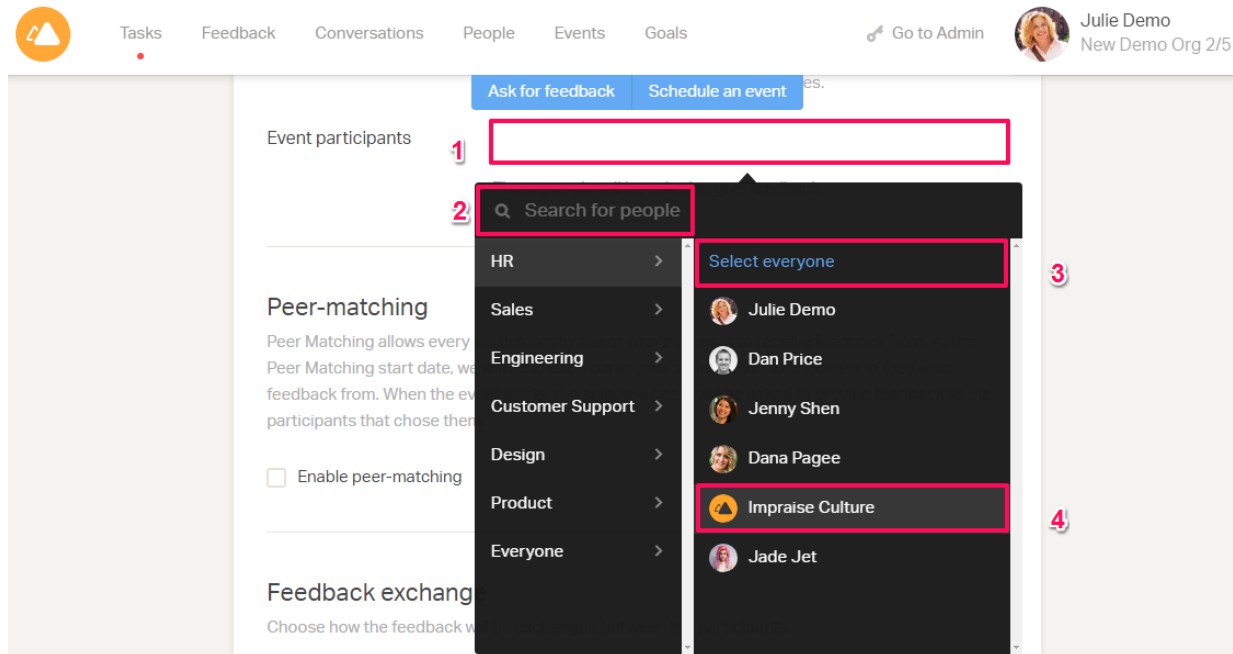 Tasks
Feedback
Conversations
People
Events
Goals
Go to Admin
Julie Demo
New Demo Org 2/5
Ask for feedback
Schedule an event
es.
Event participants
1
2
Search for people
HR
Select everyone
3
Sales
Julie Demo
Peer-matching
Peer Matching allows every
Engineering
Dan Price
Peer Matching start date, we
feedback from. When the ev
Customer Support
Jenny Shen
participants that chose them
Design
Dana Pagee
Enable peer-matching
Product
Impraise Culture
4
Everyone
Jade Jet
Feedback exchange
Choose how the feedback w